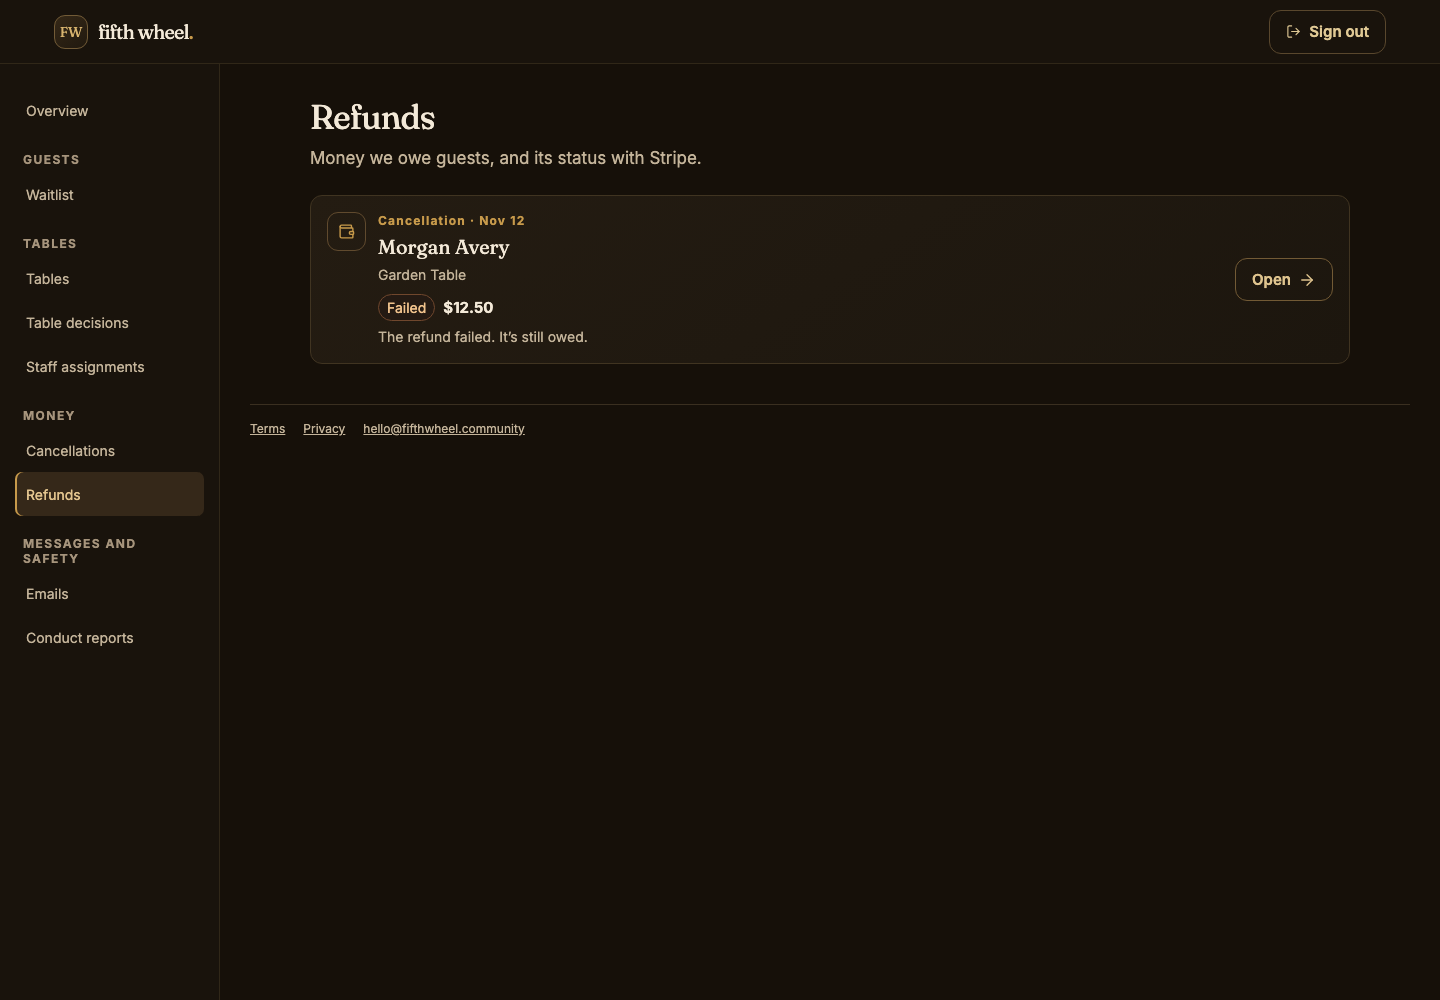 FW fifth wheel.
Sign out
Overview
GUESTS
Waitlist
TABLES
Tables
Table decisions
Staff assignments
MONEY
Cancellations
Refunds
MESSAGES AND
SAFETY
Emails
Conduct reports
Refunds
Money we owe guests, and its status with Stripe.
Cancellation · Nov 12
Morgan Avery
Garden Table
Failed $12.50
The refund failed. It’s still owed.
Open
Terms Privacy hello@fifthwheel.community